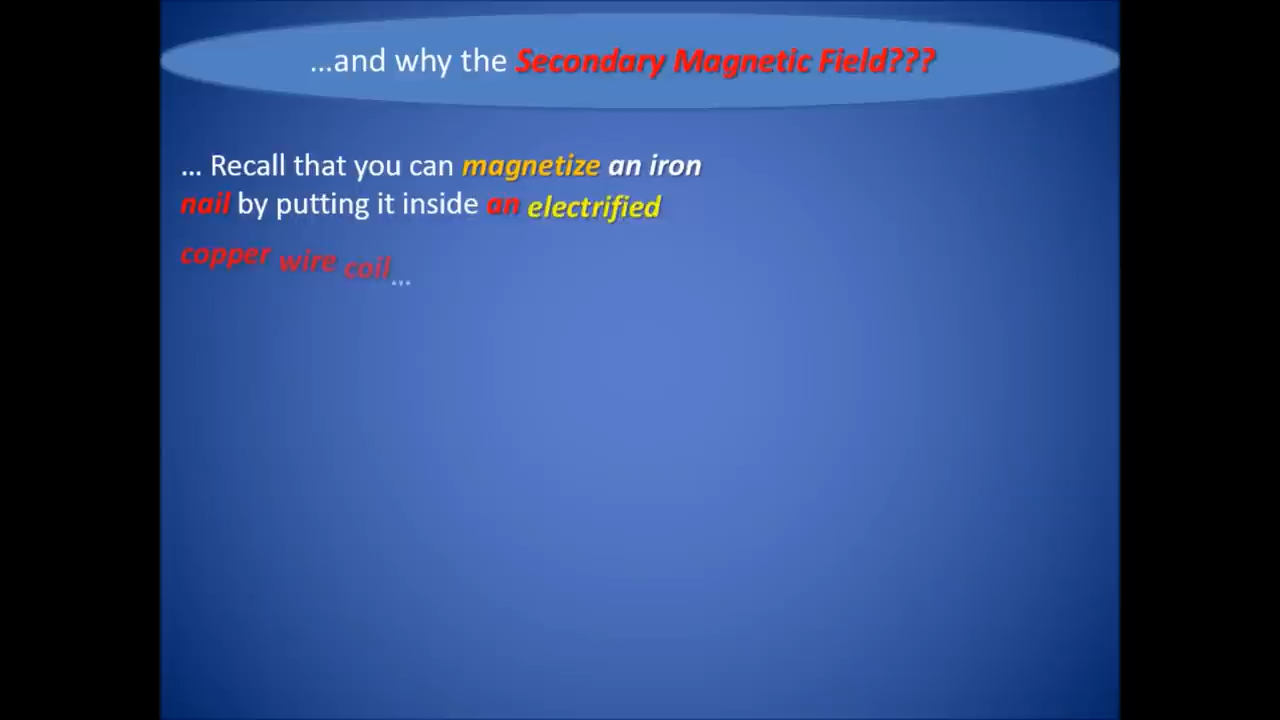 ...and why the Secondary Magnetic Field???
... Recall that you can magnetize an iron
nail by putting it inside an electrified
copper wire coil...